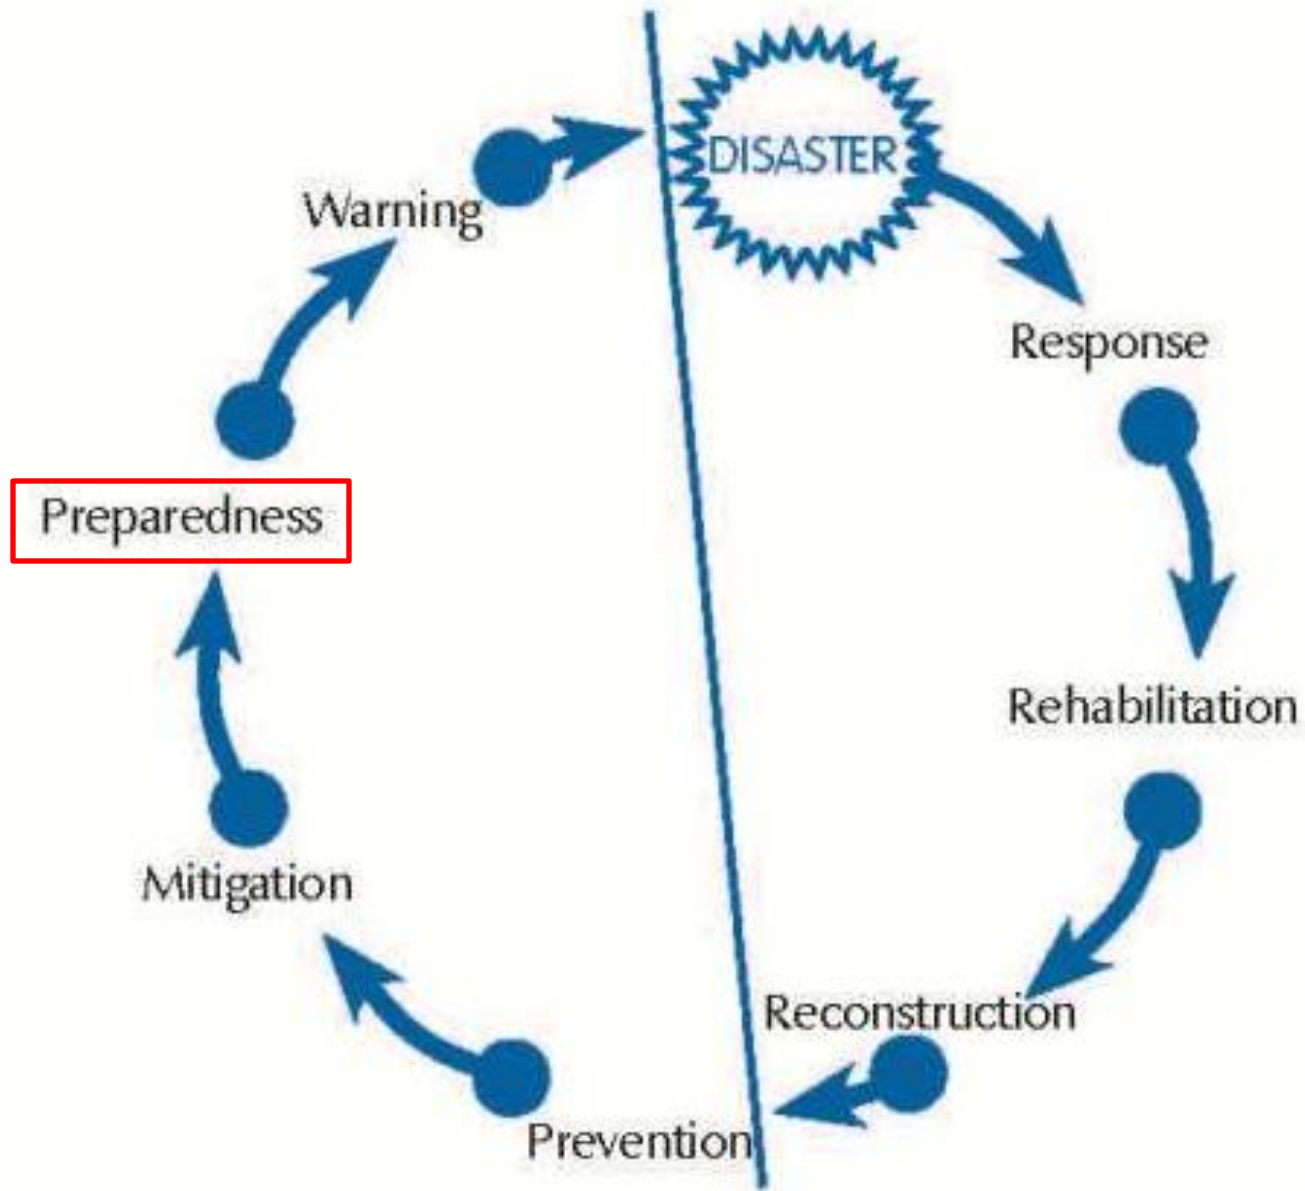 DISASTER
Warning
Response
Preparedness
Rehabilitation
Mitigation
Reconstruction
Prevention